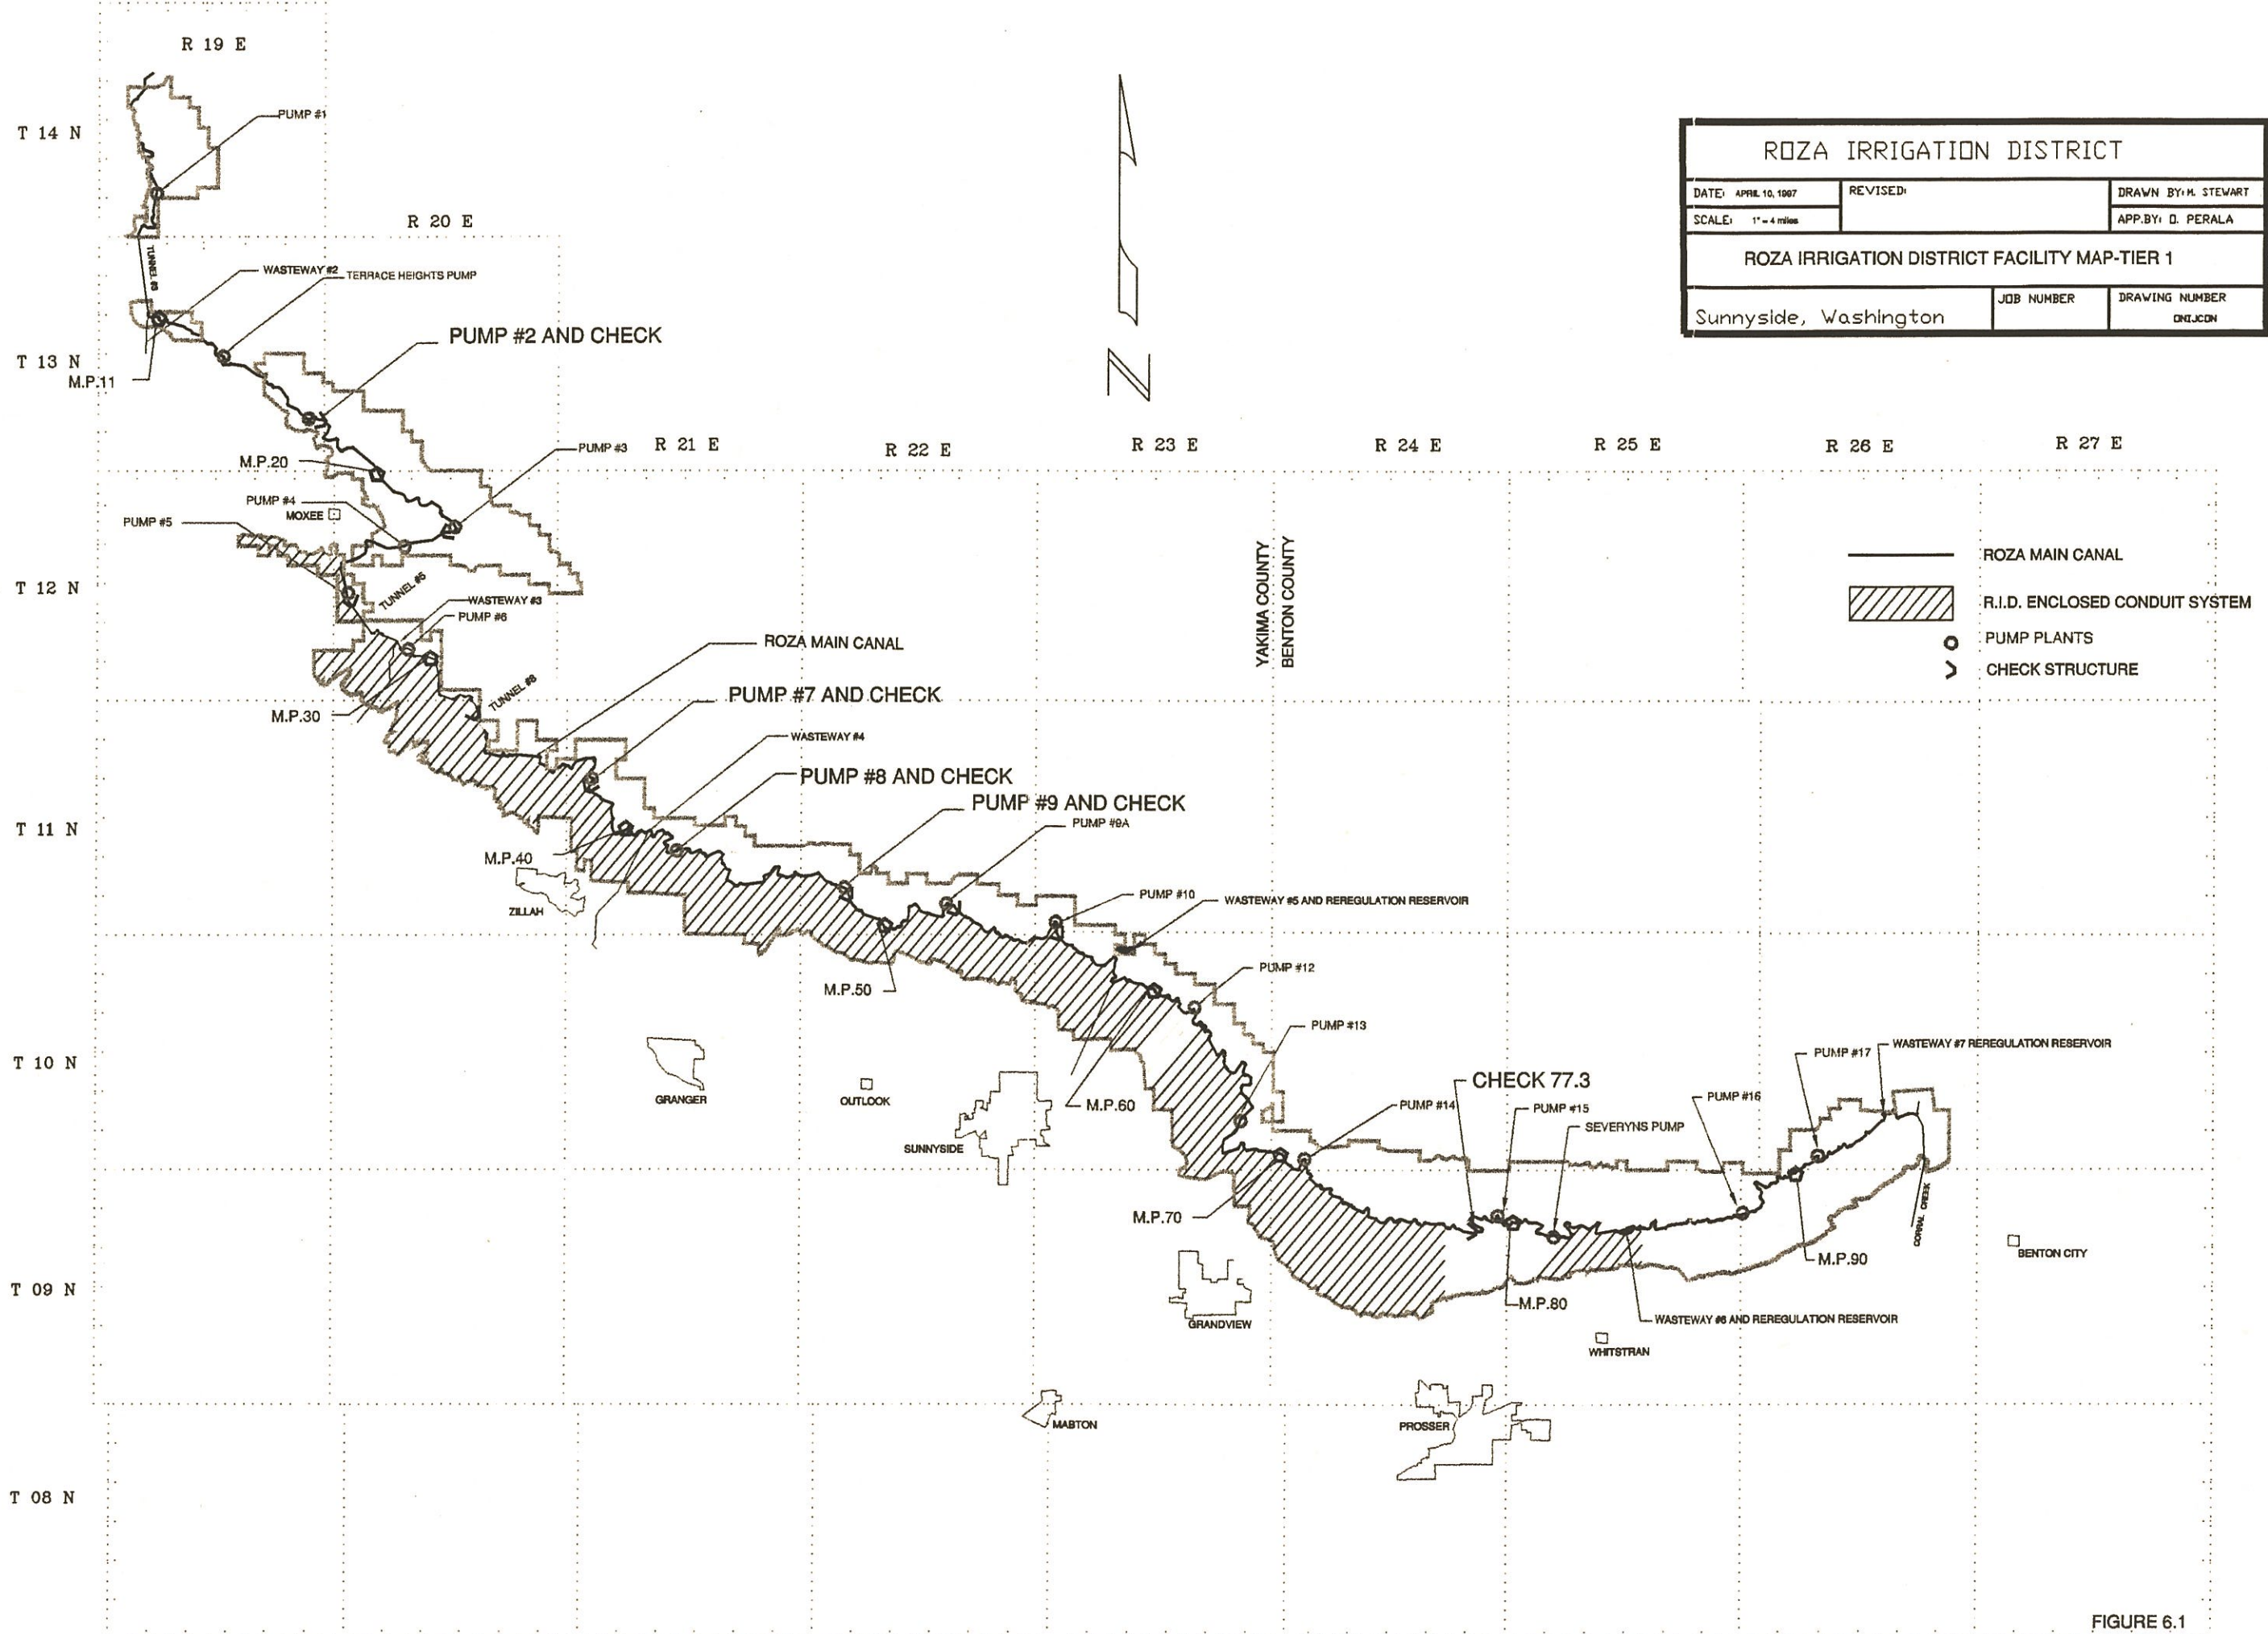 R 19 E
T 14 N
PUMP #1
ROZA IRRIGATION DISTRICT
DATE: APRIL 10, 1997
REVISED:
DRAWN BY: M. STEWART
SCALE: 1" = 4 miles
APP.BY: D. PERALA
ROZA IRRIGATION DISTRICT FACILITY MAP-TIER 1
Sunnyside, Washington
JOB NUMBER
DRAWING NUMBER
R 20 E
WASTEWAY #2
TERRACE HEIGHTS PUMP
PUMP #2 AND CHECK
T 13 N
M.P.11
N
PUMP #3
R 21 E
R 22 E
R 23 E
R 24 E
R 25 E
R 26 E
R 27 E
M.P.20
PUMP #4
MOXEE
PUMP #5
YAKIMA COUNTY
BENTON COUNTY
ROZA MAIN CANAL
R.I.D. ENCLOSED CONDUIT SYSTEM
PUMP PLANTS
CHECK STRUCTURE
T 12 N
TUNNEL #5
WASTEWAY #3
PUMP #6
ROZA MAIN CANAL
TUNNEL #6
PUMP #7 AND CHECK
M.P.30
WASTEWAY #4
PUMP #8 AND CHECK
PUMP #9 AND CHECK
PUMP #9A
T 11 N
M.P.40
ZILLAH
PUMP #10
WASTEWAY #5 AND REREGULATION RESERVOIR
PUMP #12
M.P.50
PUMP #13
T 10 N
WASTEWAY #7 REREGULATION RESERVOIR
PUMP #17
CHECK 77.3
GRANGER
OUTLOOK
M.P.60
PUMP #14
PUMP #15
PUMP #16
SEVERYNS PUMP
SUNNYSIDE
M.P.70
CORRAL CREEK
BENTON CITY
M.P.90
T 09 N
M.P.80
GRANDVIEW
WASTEWAY #6 AND REREGULATION RESERVOIR
WHITSTRAN
MABTON
PROSSER
T 08 N
FIGURE 6.1